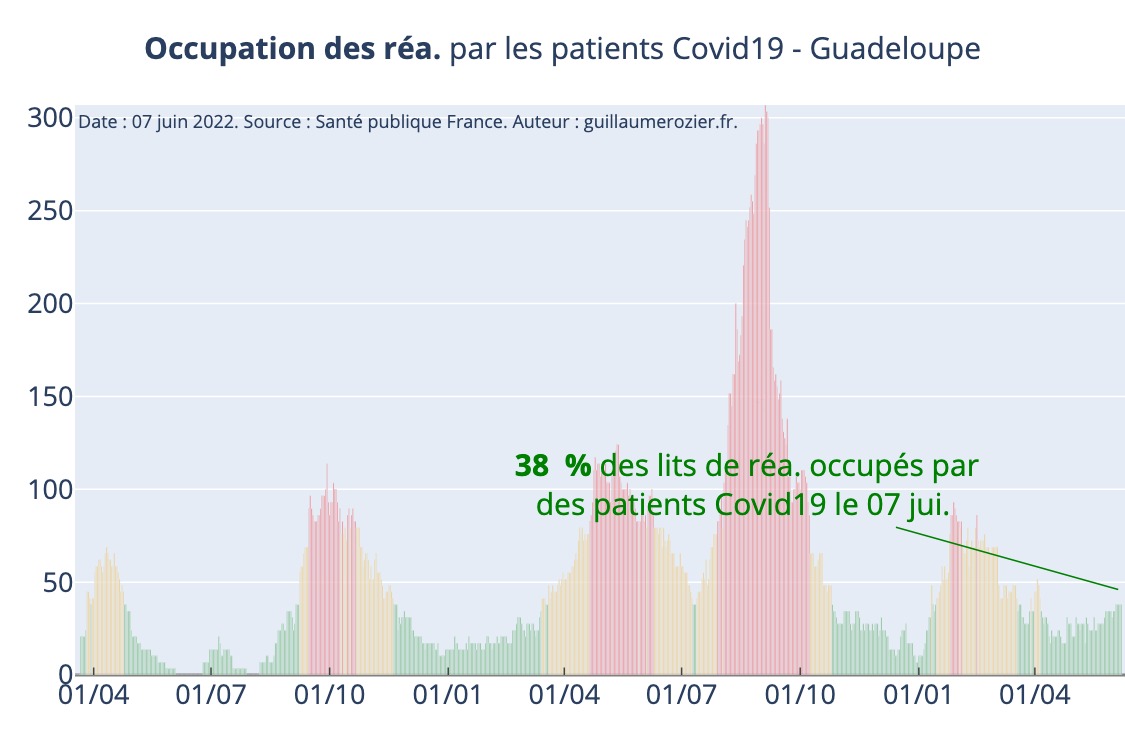 Occupation des réa. par les patients Covid19 - Guadeloupe
300
Date : 07 juin 2022. Source : Santé publique France. Auteur : guillaumerozier.fr.
250
200
150
38 % des lits de réa. occupés par
des patients Covid19 le 07 jui.
100
50
0
01/04 01/07 01/10 01/01 01/04 01/07 01/10 01/01 01/04